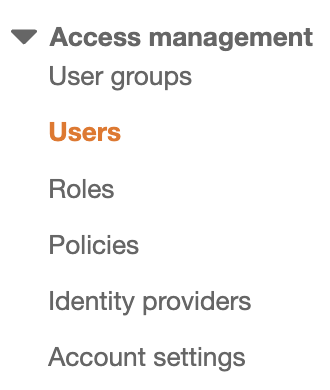 Access management
User groups
Users
Roles
Policies
Identity providers
Account settings